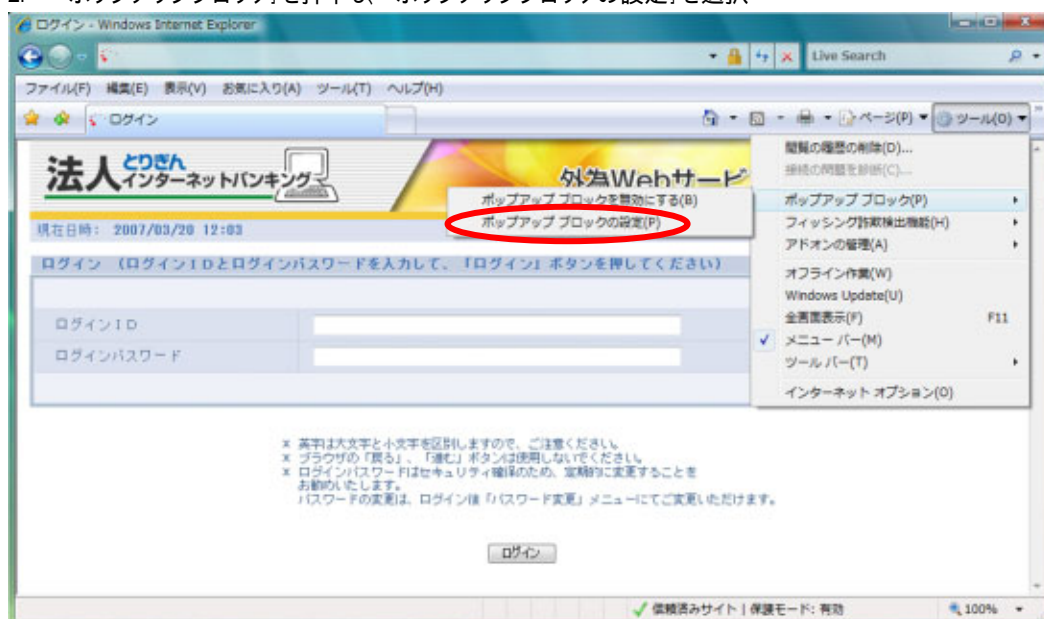 ログイン - Windows Internet Explorer
Live Search
ファイル(F) 編集(E) 表示(V) お気に入り(A) ツール(T) ヘルプ(H)
ログイン
ページ(P) ツール(O)
法人 とりぎん インターネットバンキング
外為Webサービ
現在日時: 2007/03/20 12:03
ポップアップ ブロックを無効にする(B)
ポップアップ ブロックの設定(P)
閲覧の履歴の削除(D)...
接続の問題を診断(C)...
ポップアップ ブロック(P)
フィッシング詐欺検出機能(H)
アドオンの管理(A)
オフライン作業(W)
Windows Update(U)
全画面表示(F) F11
メニュー バー(M)
ツール バー(T)
インターネット オプション(O)
ログイン (ログインIDとログインパスワードを入力して、「ログイン」ボタンを押してください)
ログインID
ログインパスワード
× 英字は大文字と小文字を区別しますので、ご注意ください。
× ブラウザの「戻る」、「進む」ボタンは使用しないでください。
× ログインパスワードはセキュリティ確保のため、定期的に変更することを
お勧めいたします。
パスワードの変更は、ログイン後「パスワード変更」メニューにてご変更いただけます。
ログイン
信頼済みサイト | 保護モード: 有効
100%